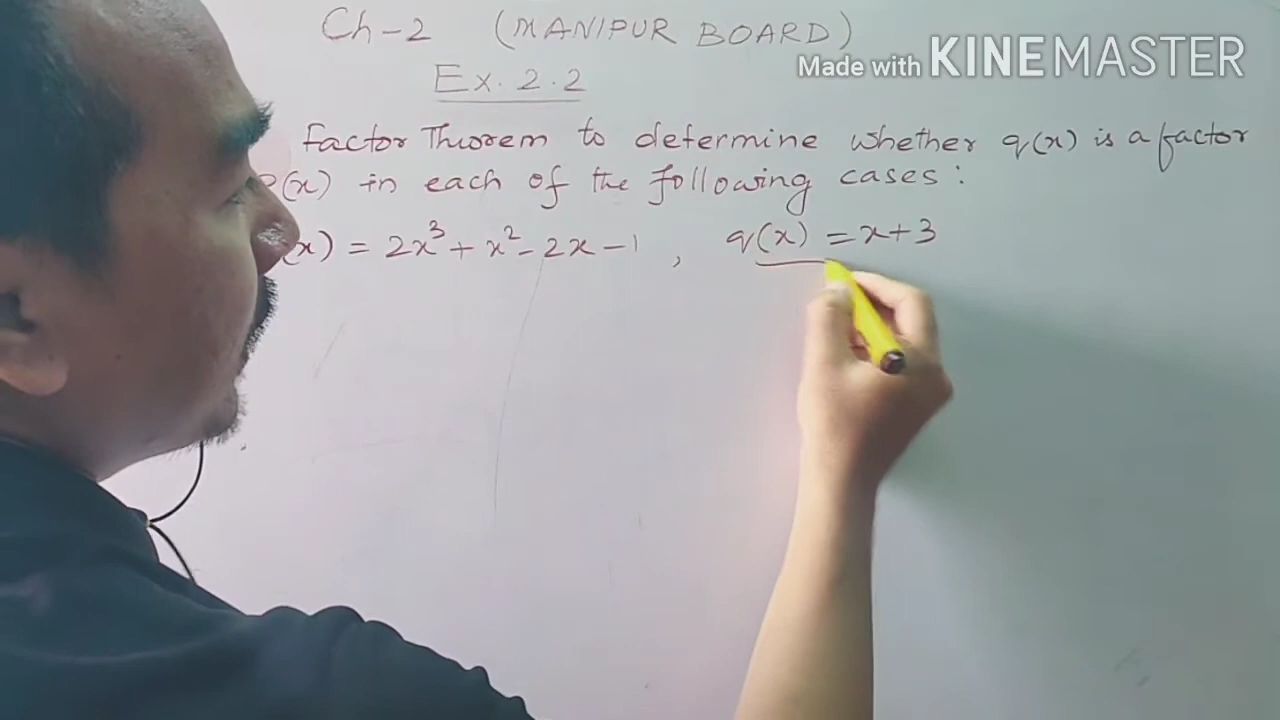 Ch-2 (MANIPUR BOARD)
Made with KINEMASTER
Ex. 2.2
Factor Thorem to determine whether q(x) is a factor
P(x) in each of the following cases:
(x) = 2x³ + x² - 2x - 1 , q(x) = x+3